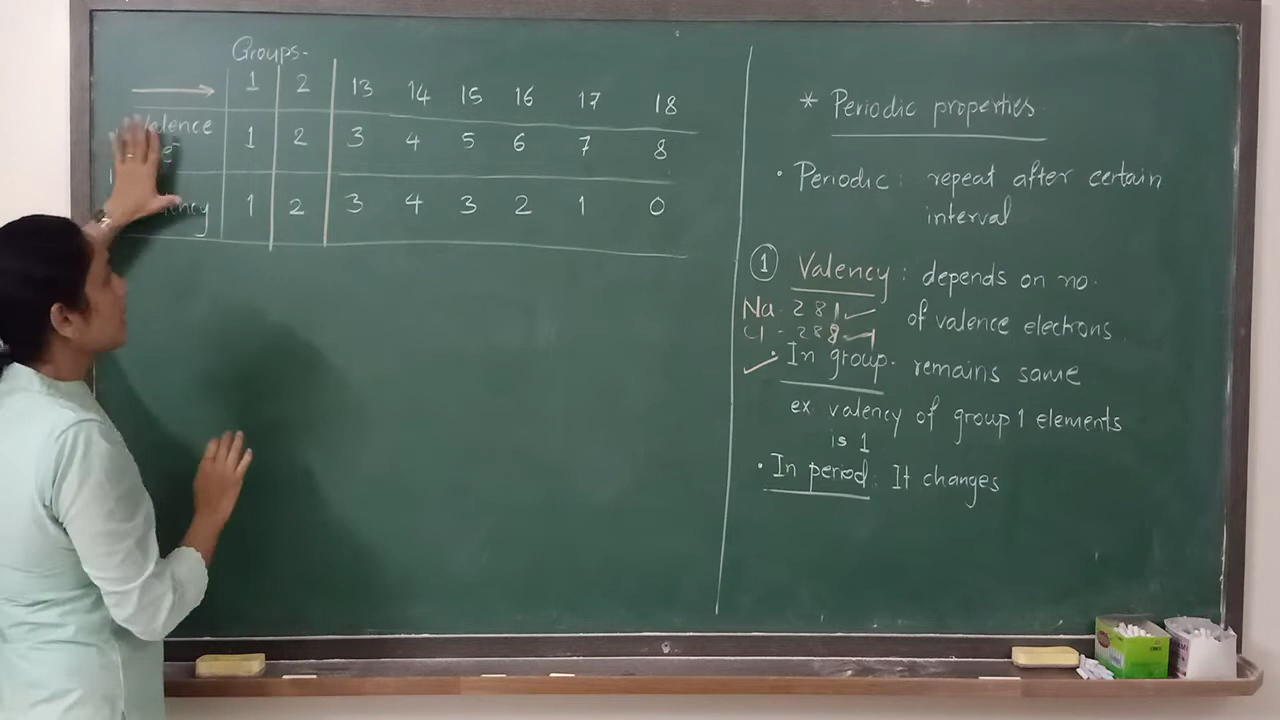 Groups-
1 2 13 14 15 16 17 18
Valence 1 2 3 4 5 6 7 8
e-
1 2 3 4 3 2 1 0
* Periodic properties
• Periodic: repeat after certain
interval
1 Valency: depends on no.
Na - 2 8 1 of valence electrons
Cl - 2 8 8
• In group. remains same
ex valency of group 1 elements
is 1
• In period: It changes